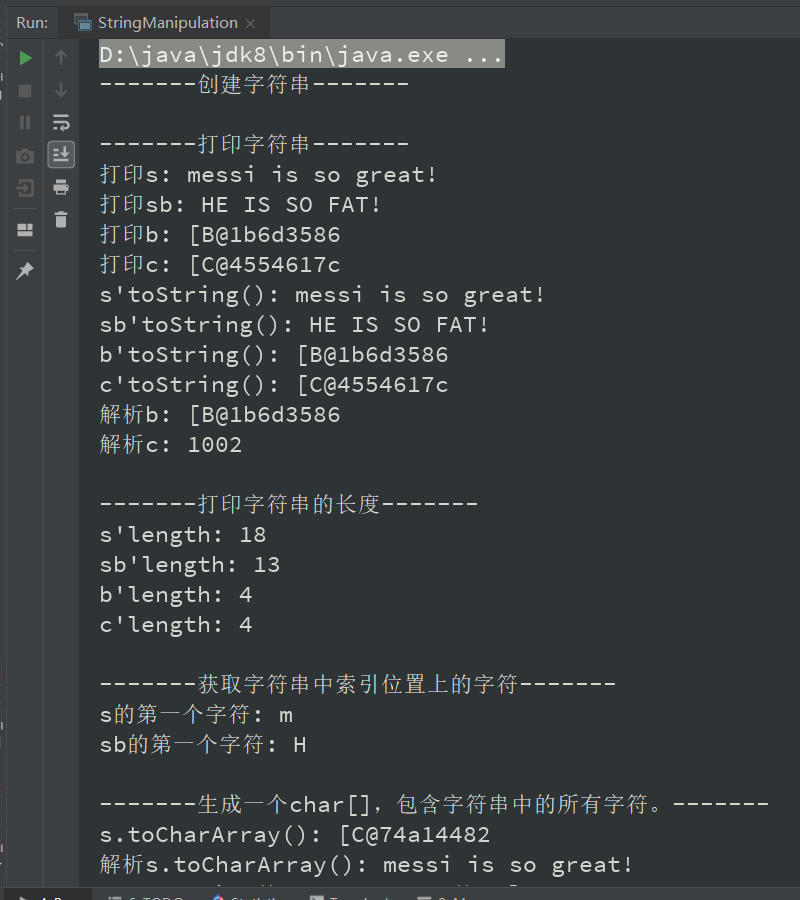 Run: StringManipulation
D:\java\jdk8\bin\java.exe ...
-------创建字符串-------
-------打印字符串-------
打印s: messi is so great!
打印sb: HE IS SO FAT!
打印b: [B@1b6d3586
打印c: [C@4554617c
s'toString(): messi is so great!
sb'toString(): HE IS SO FAT!
b'toString(): [B@1b6d3586
c'toString(): [C@4554617c
解析b: [B@1b6d3586
解析c: 1002
-------打印字符串的长度-------
s'length: 18
sb'length: 13
b'length: 4
c'length: 4
-------获取字符串中索引位置上的字符-------
s的第一个字符: m
sb的第一个字符: H
-------生成一个char[]，包含字符串中的所有字符。-------
s.toCharArray(): [C@74a14482
解析s.toCharArray(): messi is so great!